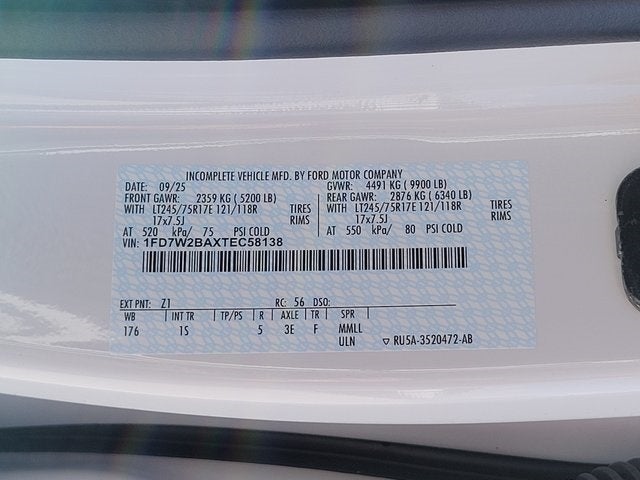 INCOMPLETE VEHICLE MFD. BY FORD MOTOR COMPANY
DATE: 09/25 GVWR: 4491 KG (9900 LB)
FRONT GAWR: 2359 KG (5200 LB) REAR GAWR: 2876 KG (6340 LB)
WITH LT245/75R17E 121/118R TIRES WITH LT245/75R17E 121/118R TIRES
17x7.5J RIMS 17x7.5J RIMS
AT 520 kPa/ 75 PSI COLD AT 550 kPa/ 80 PSI COLD
VIN: 1FD7W2BAXTEC58138
EXT PNT: Z1 RC: 56 DSO:
WB INT TR TP/PS R AXLE TR SPR
176 1S 5 3E F MMLL
ULN ▽ RU5A-3520472-AB